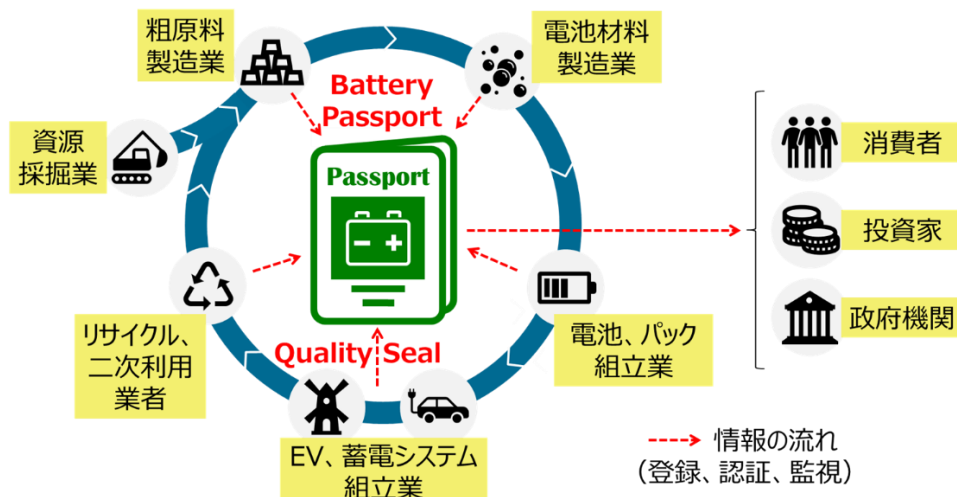 粗原料
製造業
電池材料
製造業
Battery
Passport
資源
採掘業
Passport
消費者
投資家
政府機関
リサイクル、
二次利用
業者
Quality Seal
電池、パック
組立業
EV、蓄電システム
組立業
情報の流れ
(登録、認証、監視)